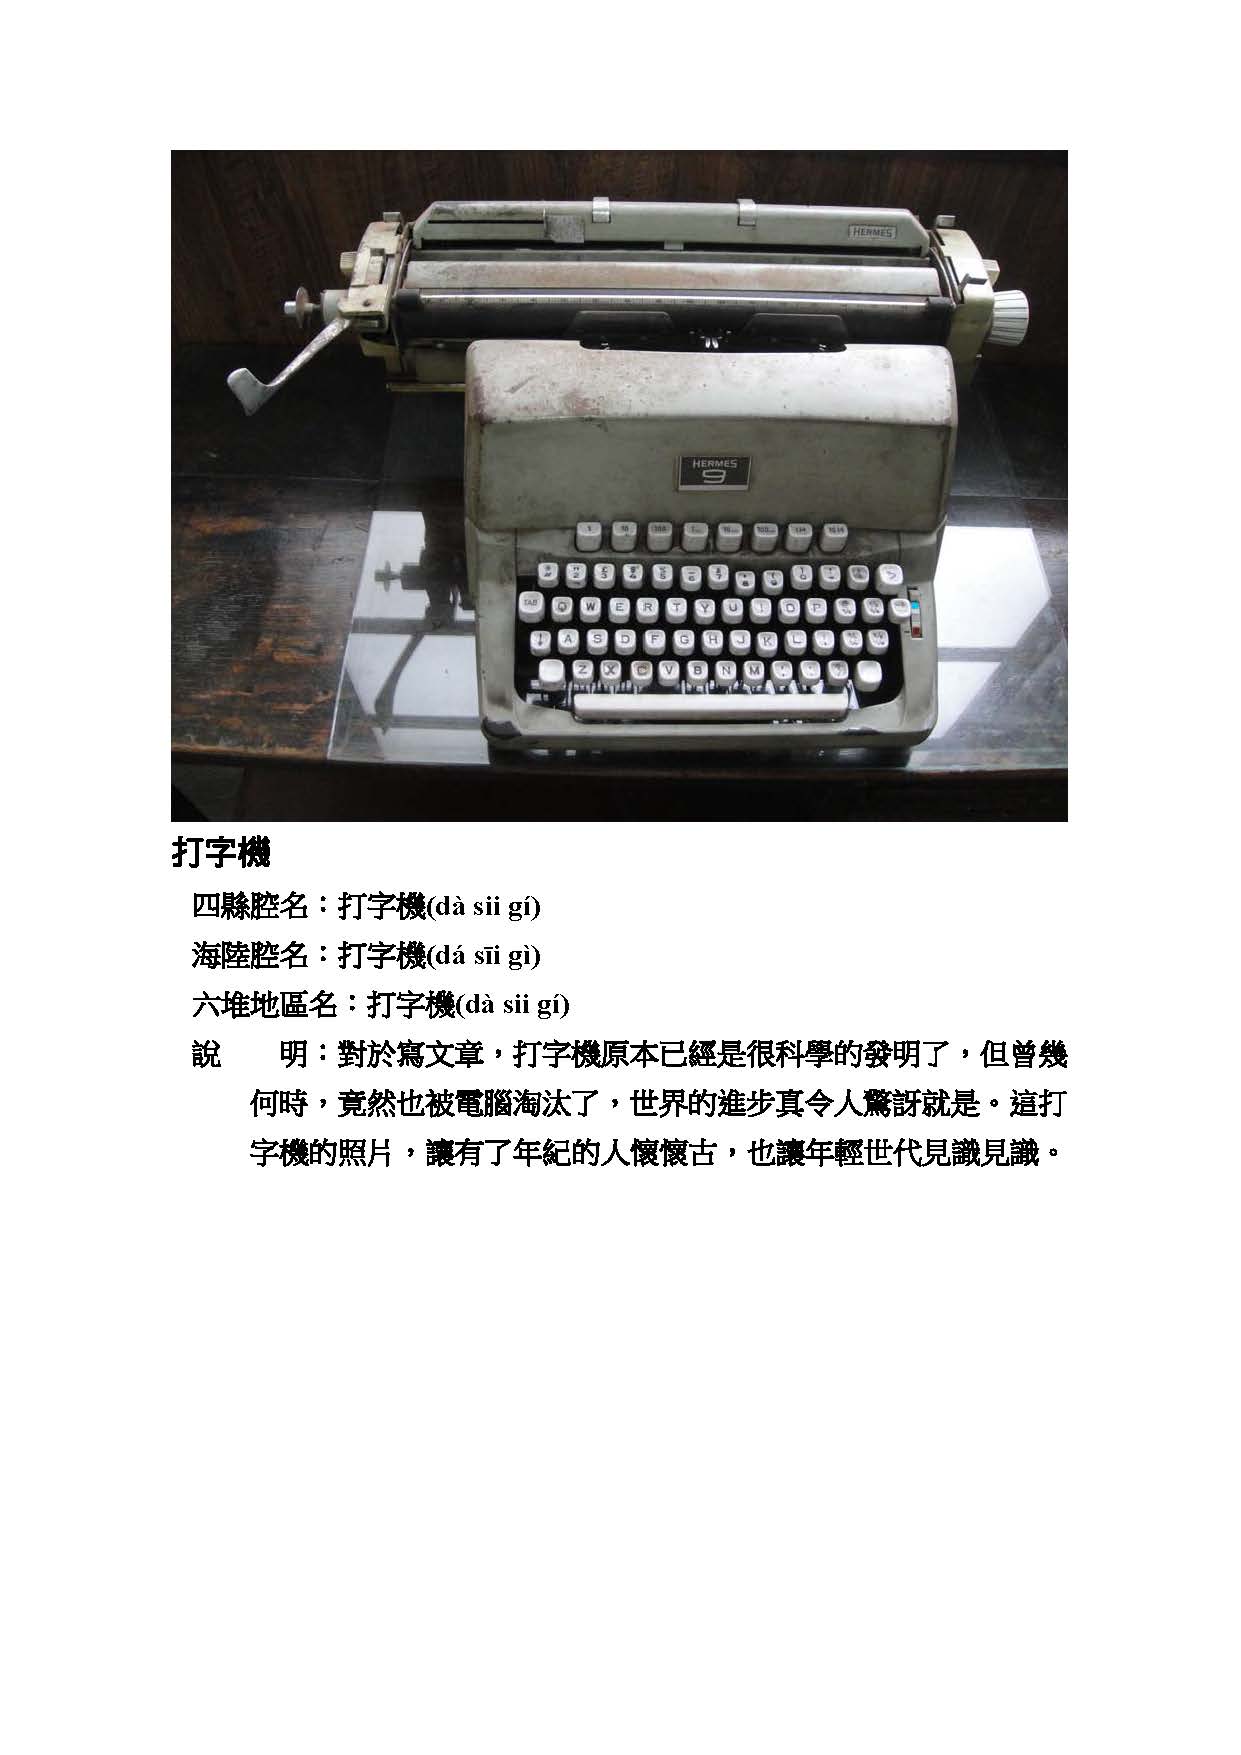 HERMES
HERMES
9
TAB Q W E R T Y U I O P
A S D F G H J K L
Z X C V B N M
打字機
四縣腔名：打字機(dà sii gí)
海陸腔名：打字機(dá sīi gì)
六堆地區名：打字機(dà sii gí)
說　　明：對於寫文章，打字機原本已經是很科學的發明了，但曾幾
何時，竟然也被電腦淘汰了，世界的進步真令人驚訝就是。這打
字機的照片，讓有了年紀的人懷懷古，也讓年輕世代見識見識。